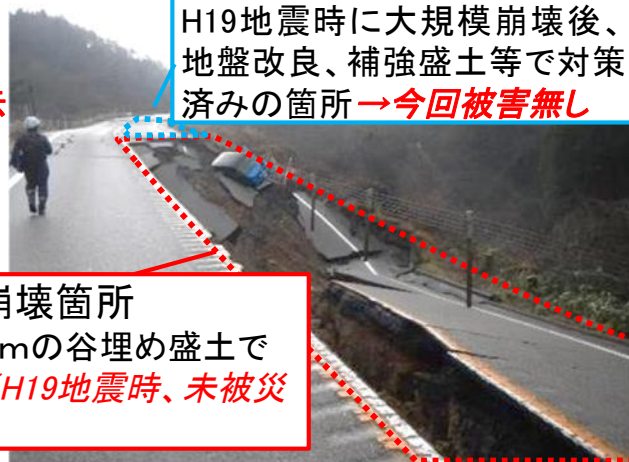 H19地震時に大規模崩壊後、
地盤改良、補強盛土等で対策
済みの箇所→今回被害無し
崩壊箇所
mの谷埋め盛土で
H19地震時、未被災